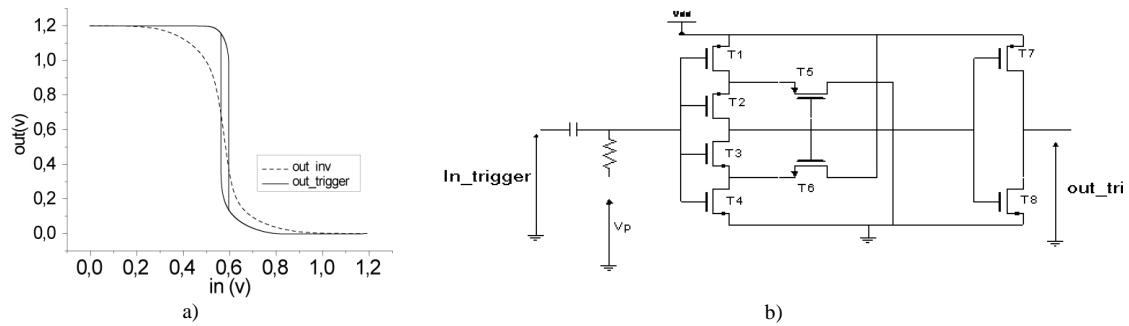 1,2
1,0
0,8
0,6
0,4
0,2
0,0
out(v)
out inv
out_trigger
0,0 0,2 0,4 0,6 0,8 1,0 1,2
in (v)
a)
Vdd
T1
T7
T5
T2
T3
In_trigger
T6
T4
T8
out_tri
Vp
b)